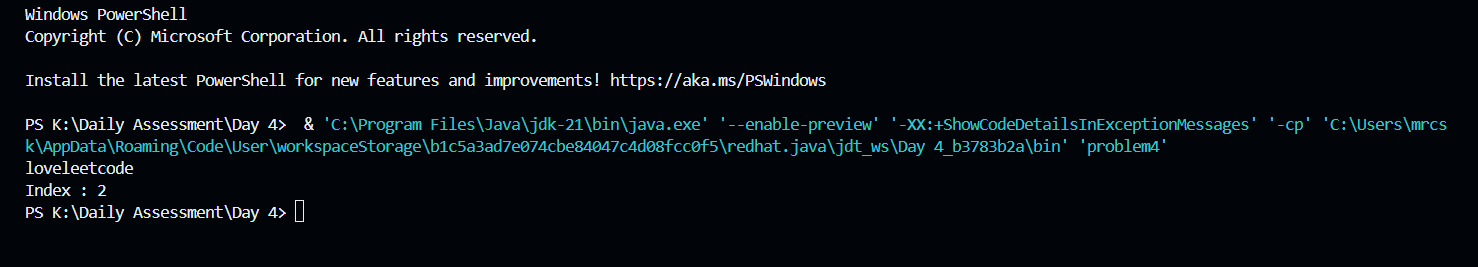 Windows PowerShell
Copyright (C) Microsoft Corporation. All rights reserved.
Install the latest PowerShell for new features and improvements! https://aka.ms/PSWindows
PS K:\Daily Assessment\Day 4>  & 'C:\Program Files\Java\jdk-21\bin\java.exe' '--enable-preview' '-XX:+ShowCodeDetailsInExceptionMessages' '-cp' 'C:\Users\mrcs
k\AppData\Roaming\Code\User\workspaceStorage\b1c5a3ad7e074cbe84047c4d08fcc0f5\redhat.java\jdt_ws\Day 4_b3783b2a\bin' 'problem4'
loveleetcode
Index : 2
PS K:\Daily Assessment\Day 4>